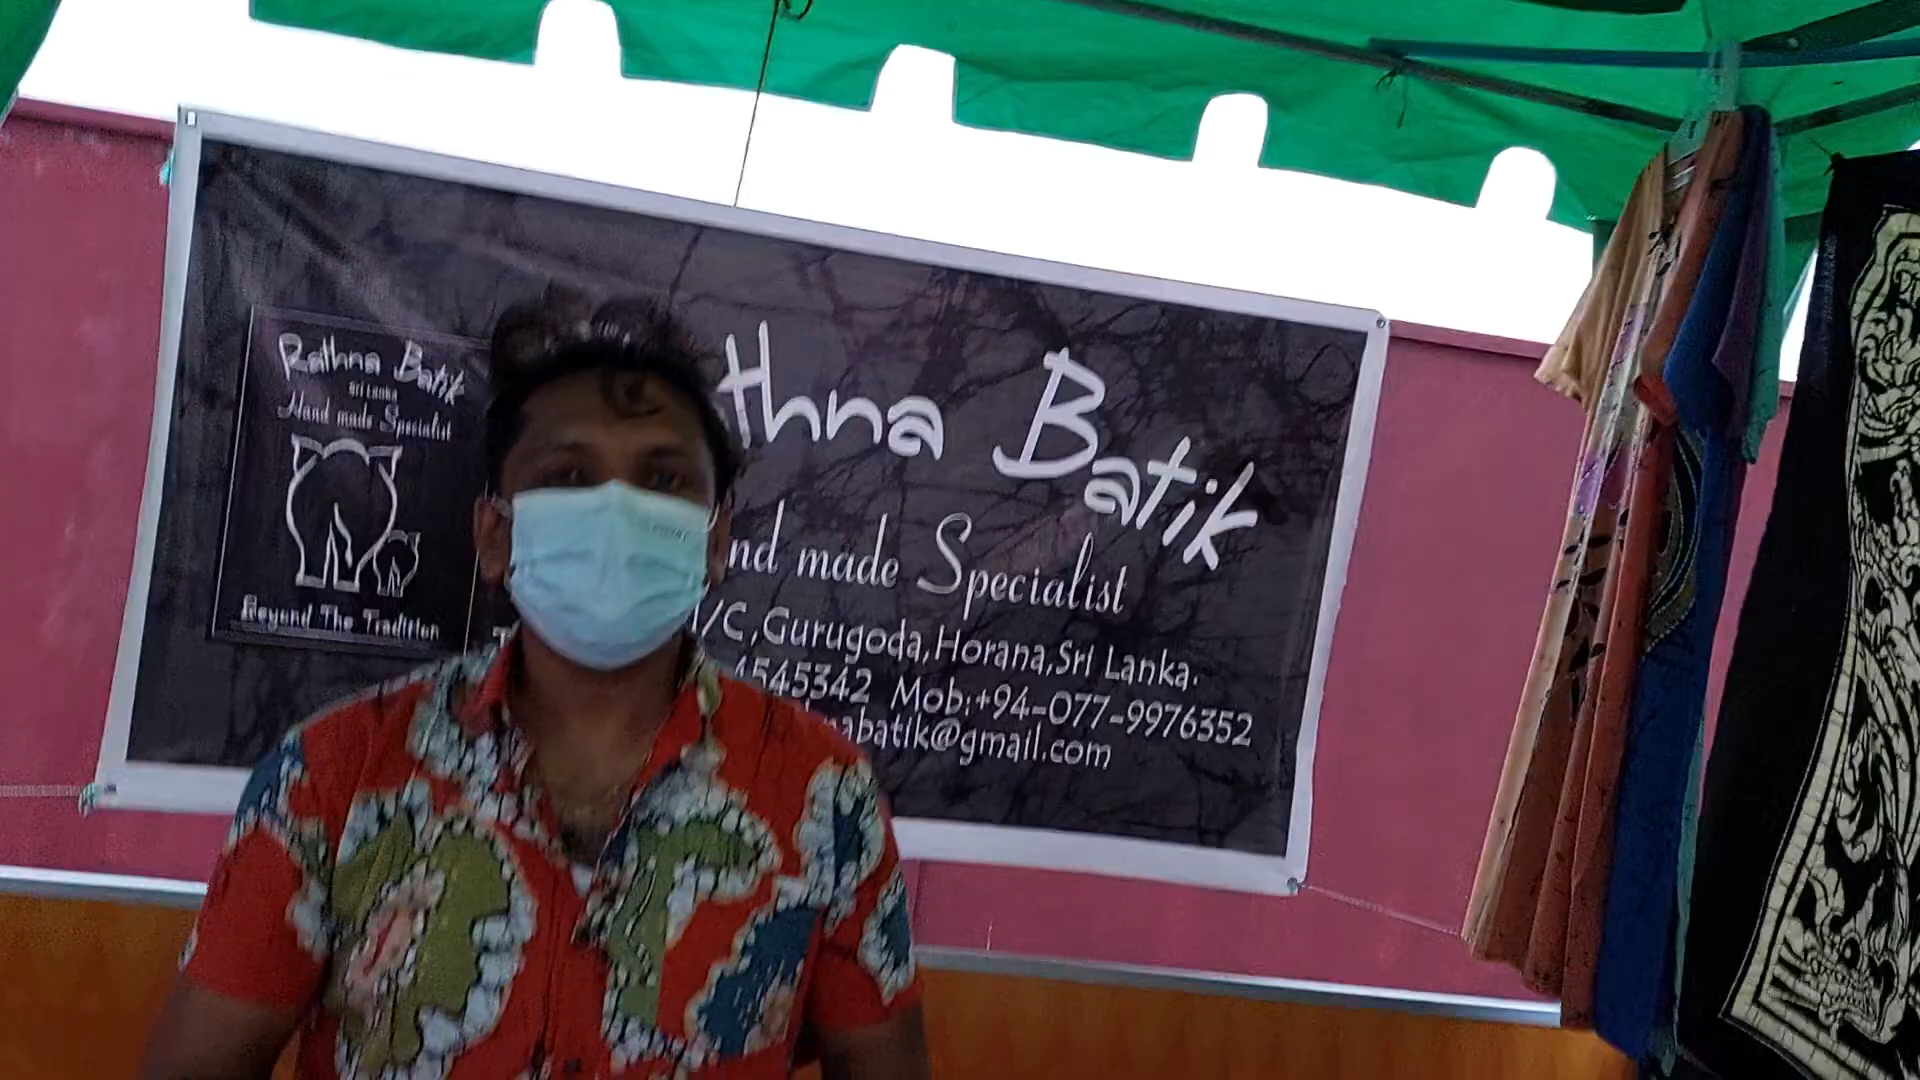 Rathna Batik
Sri Lanka
Hand made Specialist
Beyond The Tradition
thna Batik
nd made Specialist
/C,Gurugoda,Horana,Sri Lanka.
4545342 Mob:+94-077-9976352
nabatik@gmail.com